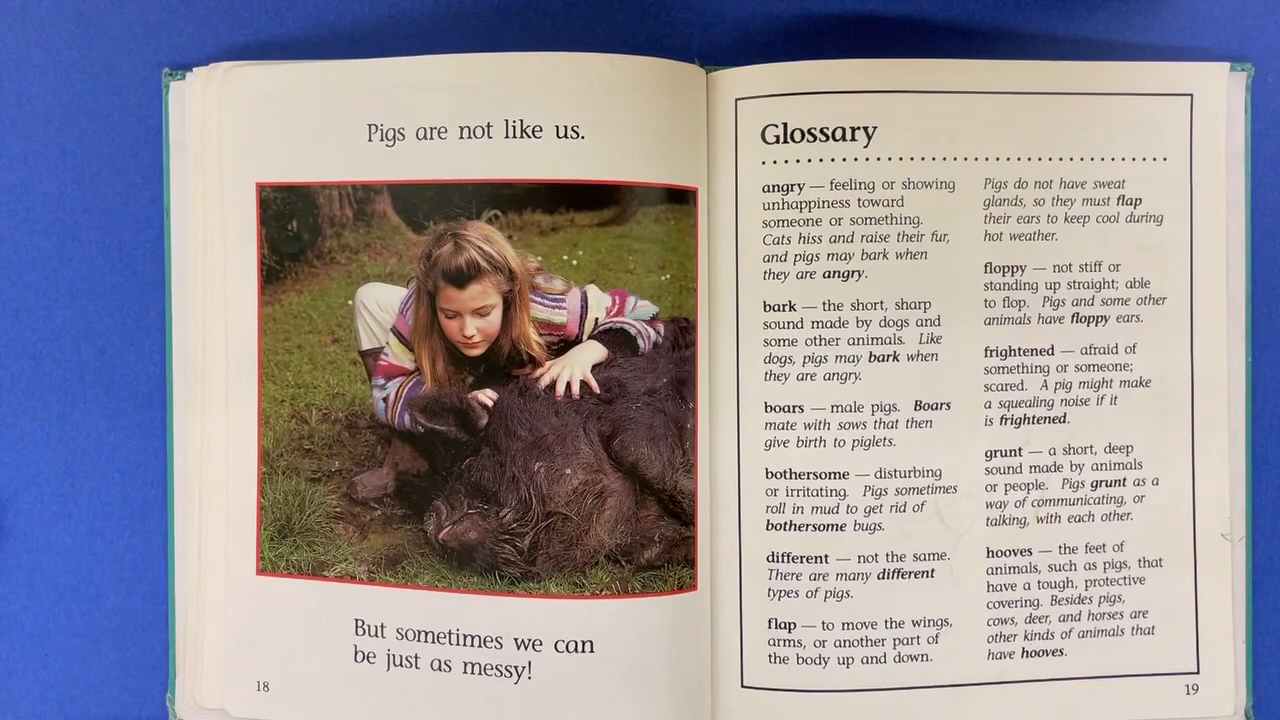 Pigs are not like us.
But sometimes we can
be just as messy!
18
Glossary
angry — feeling or showing
unhappiness toward
someone or something.
Cats hiss and raise their fur,
and pigs may bark when
they are angry.
bark — the short, sharp
sound made by dogs and
some other animals. Like
dogs, pigs may bark when
they are angry.
boars — male pigs. Boars
mate with sows that then
give birth to piglets.
bothersome — disturbing
or irritating. Pigs sometimes
roll in mud to get rid of
bothersome bugs.
different — not the same.
There are many different
types of pigs.
flap — to move the wings,
arms, or another part of
the body up and down.
Pigs do not have sweat
glands, so they must flap
their ears to keep cool during
hot weather.
floppy — not stiff or
standing up straight; able
to flop. Pigs and some other
animals have floppy ears.
frightened — afraid of
something or someone;
scared. A pig might make
a squealing noise if it
is frightened.
grunt — a short, deep
sound made by animals
or people. Pigs grunt as a
way of communicating, or
talking, with each other.
hooves — the feet of
animals, such as pigs, that
have a tough, protective
covering. Besides pigs,
cows, deer, and horses are
other kinds of animals that
have hooves.
19